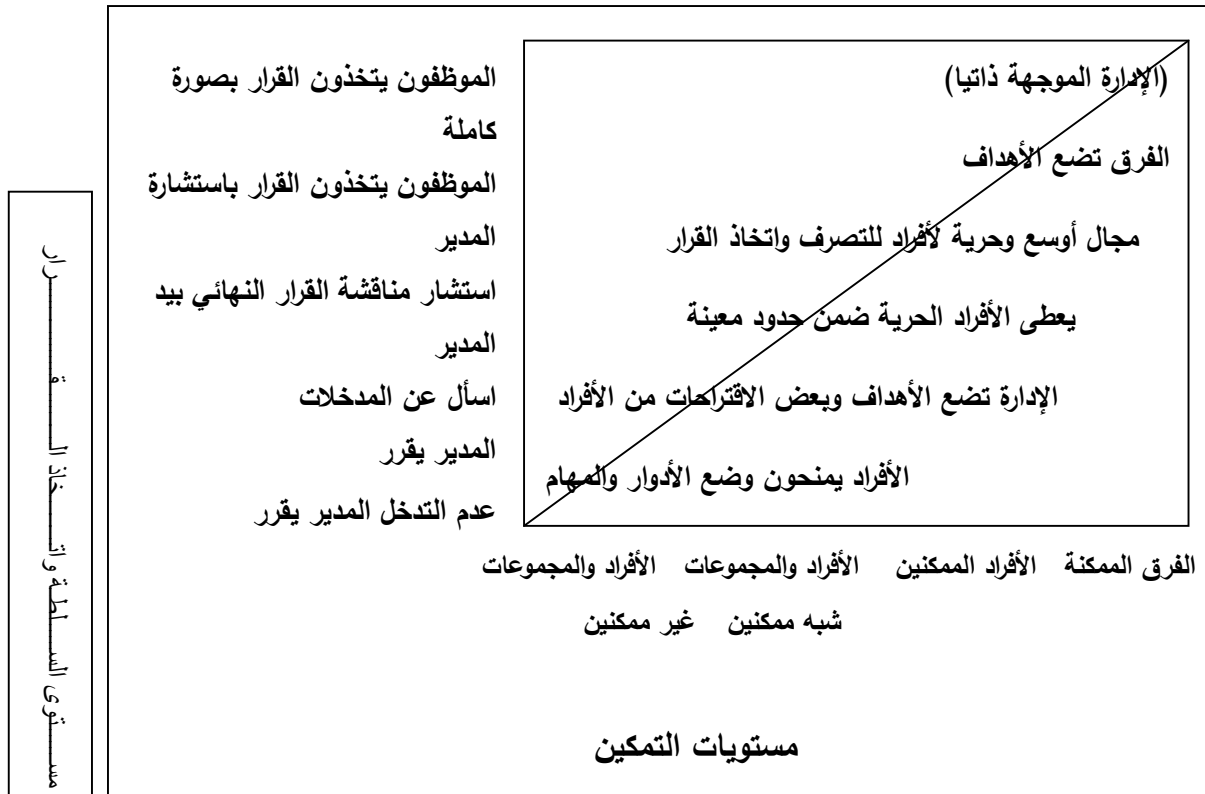 (الإدارة الموجهة ذاتيا)
الفرق تضع الأهداف
مجال أوسع وحرية لأفراد للتصرف واتخاذ القرار
يعطى الأفراد الحرية ضمن حدود معينة
الإدارة تضع الأهداف وبعض الاقتراحات من الأفراد
الأفراد يمنحون وضع الأدوار والمهام
الموظفون يتخذون القرار بصورة
كاملة
الموظفون يتخذون القرار باستشارة
المدير
استشار مناقشة القرار النهائي بيد
المدير
اسأل عن المدخلات
المدير يقرر
عدم التدخل المدير يقرر
الفرق الممكنة الأفراد الممكنين الأفراد والمجموعات الأفراد والمجموعات
شبه ممكنين غير ممكنين
مستويات التمكين
مستوى السلطة واتخاذ القرار